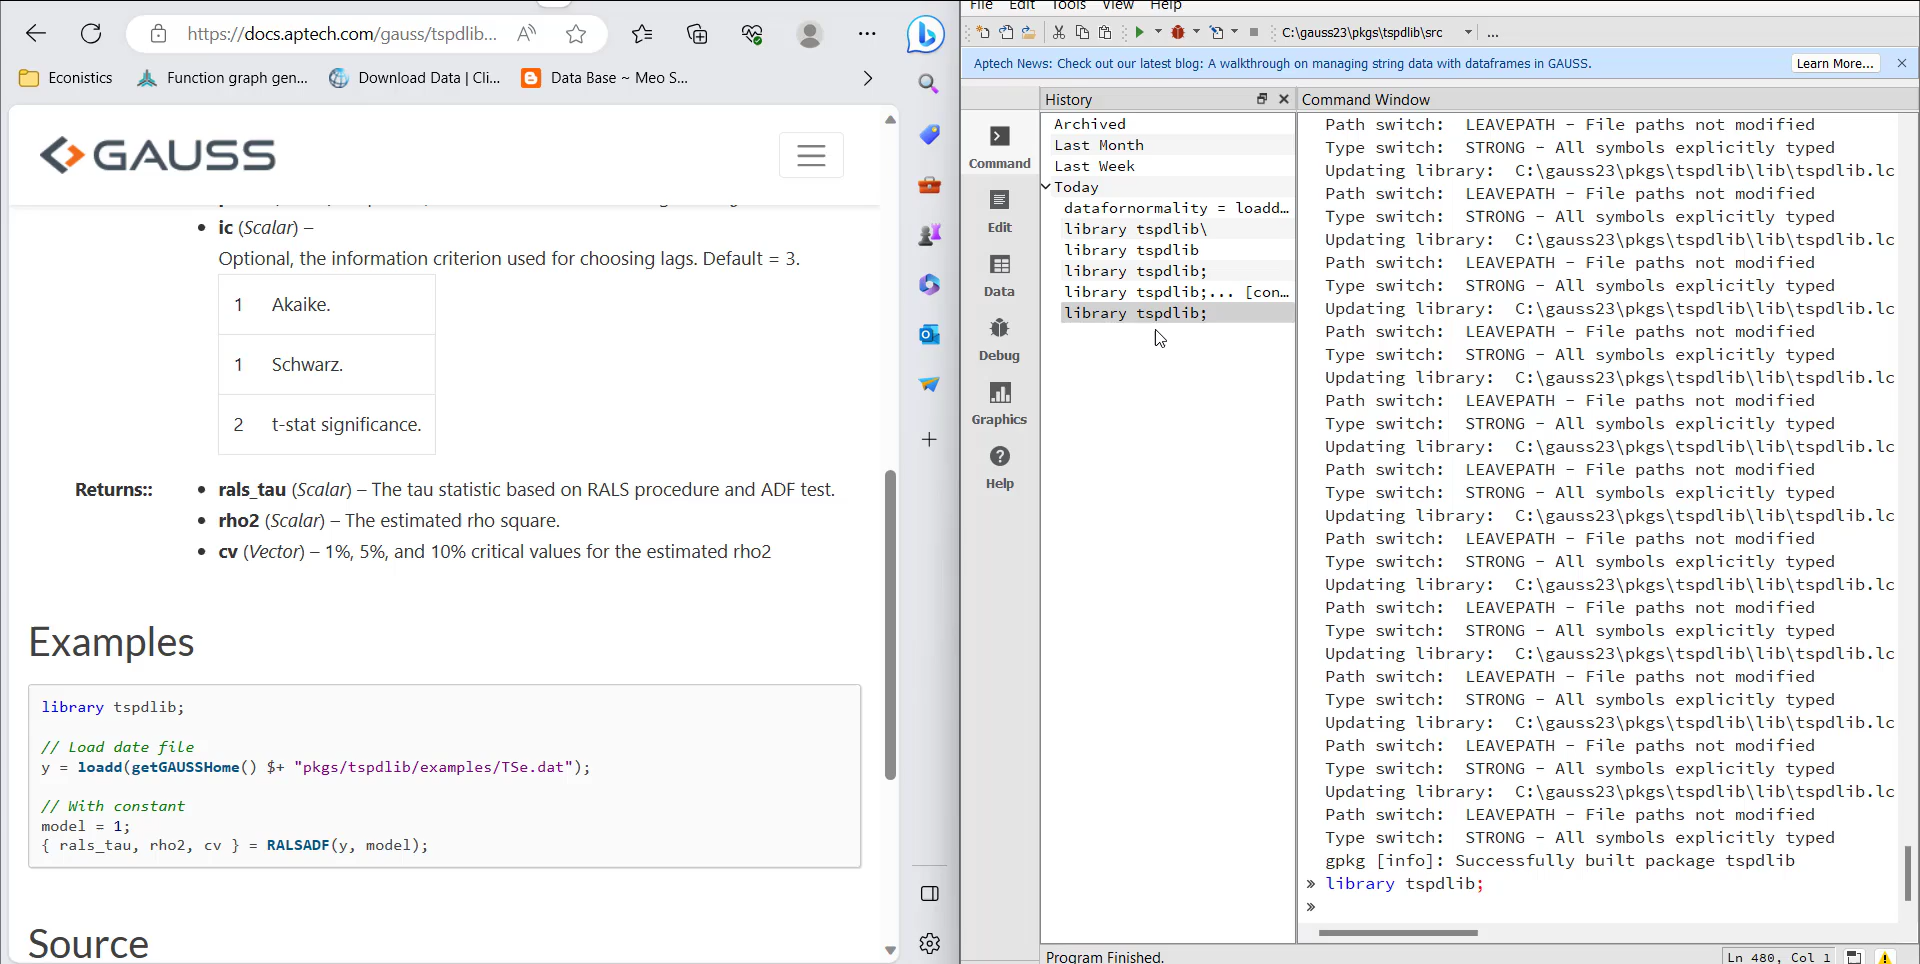 https://docs.aptech.com/gauss/tspdlib...
Econistics
Function graph gen...
Download Data | Cli...
Data Base ~ Meo S...
GAUSS
ic (Scalar) –
Optional, the information criterion used for choosing lags. Default = 3.
1 Akaike.
1 Schwarz.
2 t-stat significance.
Returns::
rals_tau (Scalar) – The tau statistic based on RALS procedure and ADF test.
rho2 (Scalar) – The estimated rho square.
cv (Vector) – 1%, 5%, and 10% critical values for the estimated rho2
Examples
library tspdlib;
// Load date file
y = loadd(getGAUSSHome() $+ "pkgs/tspdlib/examples/TSe.dat");
// With constant
model = 1;
{ rals_tau, rho2, cv } = RALSADF(y, model);
Source
File Edit Tools View Help
C:\gauss23\pkgs\tspdlib\src
...
Aptech News: Check out our latest blog: A walkthrough on managing string data with dataframes in GAUSS.
Learn More...
Command
Edit
Data
Debug
Graphics
Help
History
Archived
Last Month
Last Week
Today
datafornormality = loadd…
library tspdlib\
library tspdlib
library tspdlib;
library tspdlib;... [con…
library tspdlib;
Command Window
Path switch: LEAVEPATH - File paths not modified
Type switch: STRONG - All symbols explicitly typed
Updating library: C:\gauss23\pkgs\tspdlib\lib\tspdlib.lc
Path switch: LEAVEPATH - File paths not modified
Type switch: STRONG - All symbols explicitly typed
Updating library: C:\gauss23\pkgs\tspdlib\lib\tspdlib.lc
Path switch: LEAVEPATH - File paths not modified
Type switch: STRONG - All symbols explicitly typed
Updating library: C:\gauss23\pkgs\tspdlib\lib\tspdlib.lc
Path switch: LEAVEPATH - File paths not modified
Type switch: STRONG - All symbols explicitly typed
Updating library: C:\gauss23\pkgs\tspdlib\lib\tspdlib.lc
Path switch: LEAVEPATH - File paths not modified
Type switch: STRONG - All symbols explicitly typed
Updating library: C:\gauss23\pkgs\tspdlib\lib\tspdlib.lc
Path switch: LEAVEPATH - File paths not modified
Type switch: STRONG - All symbols explicitly typed
Updating library: C:\gauss23\pkgs\tspdlib\lib\tspdlib.lc
Path switch: LEAVEPATH - File paths not modified
Type switch: STRONG - All symbols explicitly typed
Updating library: C:\gauss23\pkgs\tspdlib\lib\tspdlib.lc
Path switch: LEAVEPATH - File paths not modified
Type switch: STRONG - All symbols explicitly typed
Updating library: C:\gauss23\pkgs\tspdlib\lib\tspdlib.lc
Path switch: LEAVEPATH - File paths not modified
Type switch: STRONG - All symbols explicitly typed
Updating library: C:\gauss23\pkgs\tspdlib\lib\tspdlib.lc
Path switch: LEAVEPATH - File paths not modified
Type switch: STRONG - All symbols explicitly typed
Updating library: C:\gauss23\pkgs\tspdlib\lib\tspdlib.lc
Path switch: LEAVEPATH - File paths not modified
Type switch: STRONG - All symbols explicitly typed
gpkg [info]: Successfully built package tspdlib
» library tspdlib;
»
Program Finished.
Ln 480, Col 1